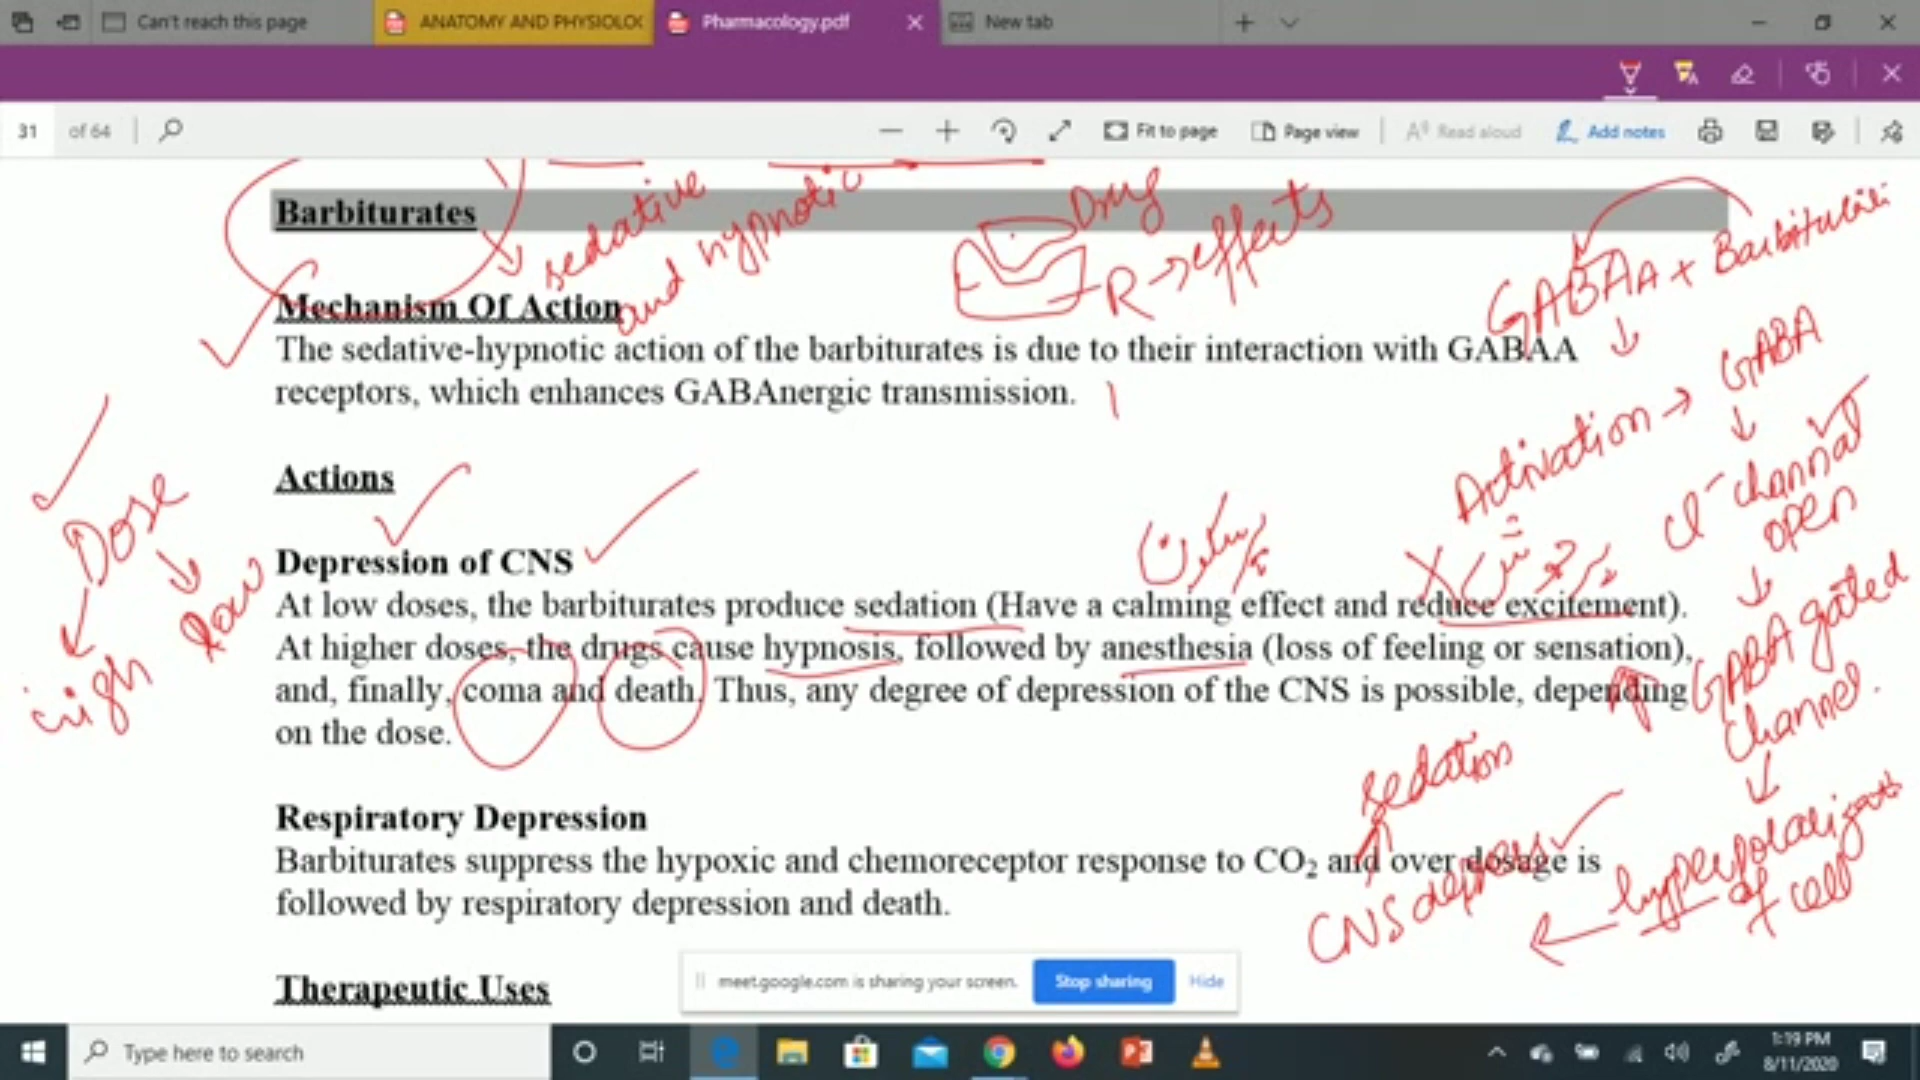 Can't reach this page
ANATOMY AND PHYSIOLOG
Pharmacology.pdf
New tab
31 of 64
Fit to page
Page view
Read aloud
Add notes
Barbiturates
sedative
and hypnotic
Drug
R → effects
GABAA + Barbiturate
Mechanism Of Action
The sedative-hypnotic action of the barbiturates is due to their interaction with GABAA
receptors, which enhances GABAnergic transmission.
Activation → GABA
Cl⁻ channal
open
GABA gated
channel.
hyperpolarization
of cell
CNS depress
sedation
Dose
high
low
Actions
Depression of CNS
At low doses, the barbiturates produce sedation (Have a calming effect and reduce excitement).
At higher doses, the drugs cause hypnosis, followed by anesthesia (loss of feeling or sensation),
and, finally, coma and death. Thus, any degree of depression of the CNS is possible, depending
on the dose.
Respiratory Depression
Barbiturates suppress the hypoxic and chemoreceptor response to CO₂ and over dosage is
followed by respiratory depression and death.
Therapeutic Uses
meet.google.com is sharing your screen.
Stop sharing
Hide
Type here to search
1:19 PM
8/11/2020